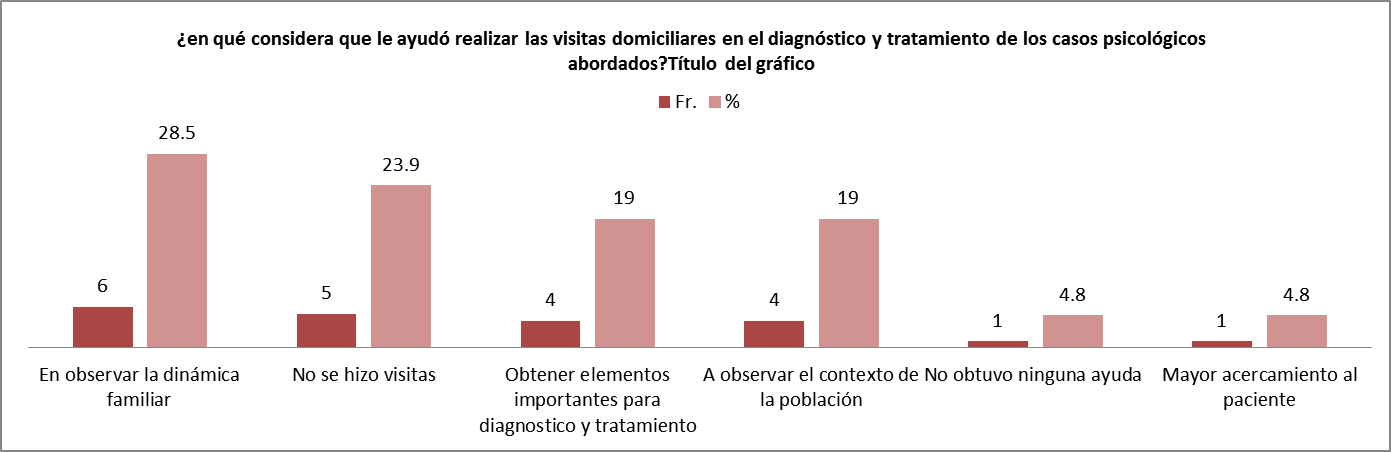 ¿en qué considera que le ayudó realizar las visitas domiciliares en el diagnóstico y tratamiento de los casos psicológicos
abordados?Título del gráfico
Fr. %
28.5
23.9
19
19
6
5
4
4
1
4.8
1
4.8
En observar la dinámica
familiar
No se hizo visitas
Obtener elementos
importantes para
diagnostico y tratamiento
A observar el contexto de
la población
No obtuvo ninguna ayuda
Mayor acercamiento al
paciente